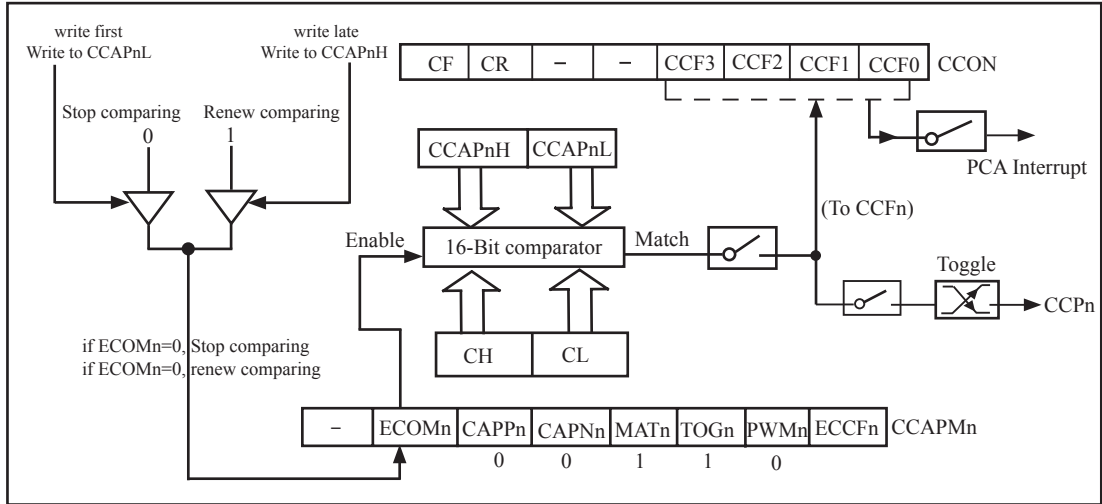 write first
Write to CCAPnL
write late
Write to CCAPnH
CF CR – – CCF3 CCF2 CCF1 CCF0 CCON
Stop comparing
0
Renew comparing
1
PCA Interrupt
CCAPnH CCAPnL
(To CCFn)
Enable
16-Bit comparator
Match
Toggle
CCPn
CH CL
if ECOMn=0, Stop comparing
if ECOMn=0, renew comparing
– ECOMn CAPPn CAPNn MATn TOGn PWMn ECCFn CCAPMn
0 0 1 1 0